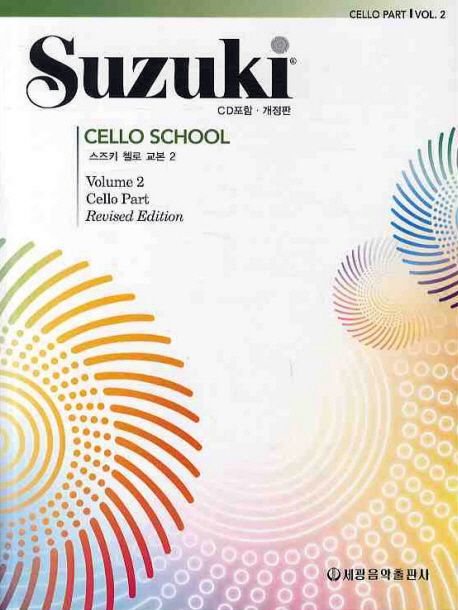 CELLO PART | VOL. 2
Suzuki®
CD포함 · 개정판
CELLO SCHOOL
스즈키 첼로 교본 2
Volume 2
Cello Part
Revised Edition
세광음악출판사